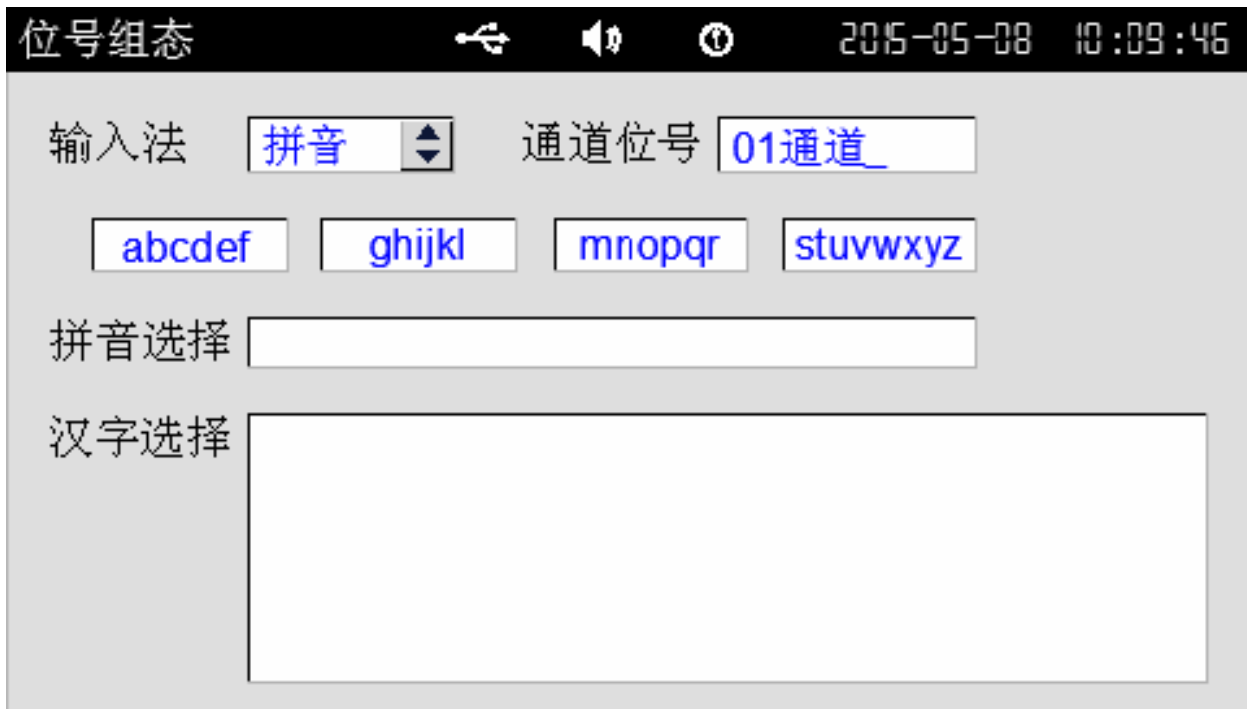 位号组态 2015-05-08 10:09:46
输入法 拼音 通道位号 01通道_
abcdef ghijkl mnopqr stuvwxyz
拼音选择
汉字选择